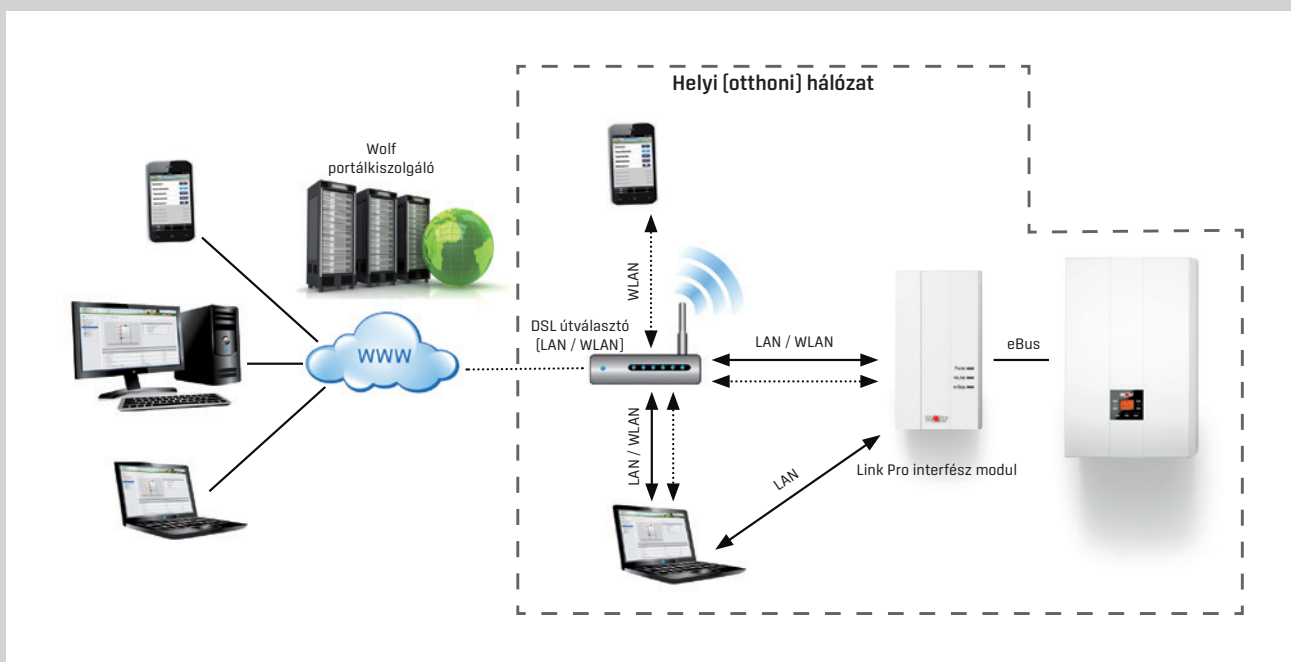 Helyi (otthoni) hálózat
Wolf
portálkiszolgáló
WLAN
DSL útválasztó
(LAN / WLAN)
WWW
LAN / WLAN
eBus
LAN / WLAN
LAN
Link Pro interfész modul